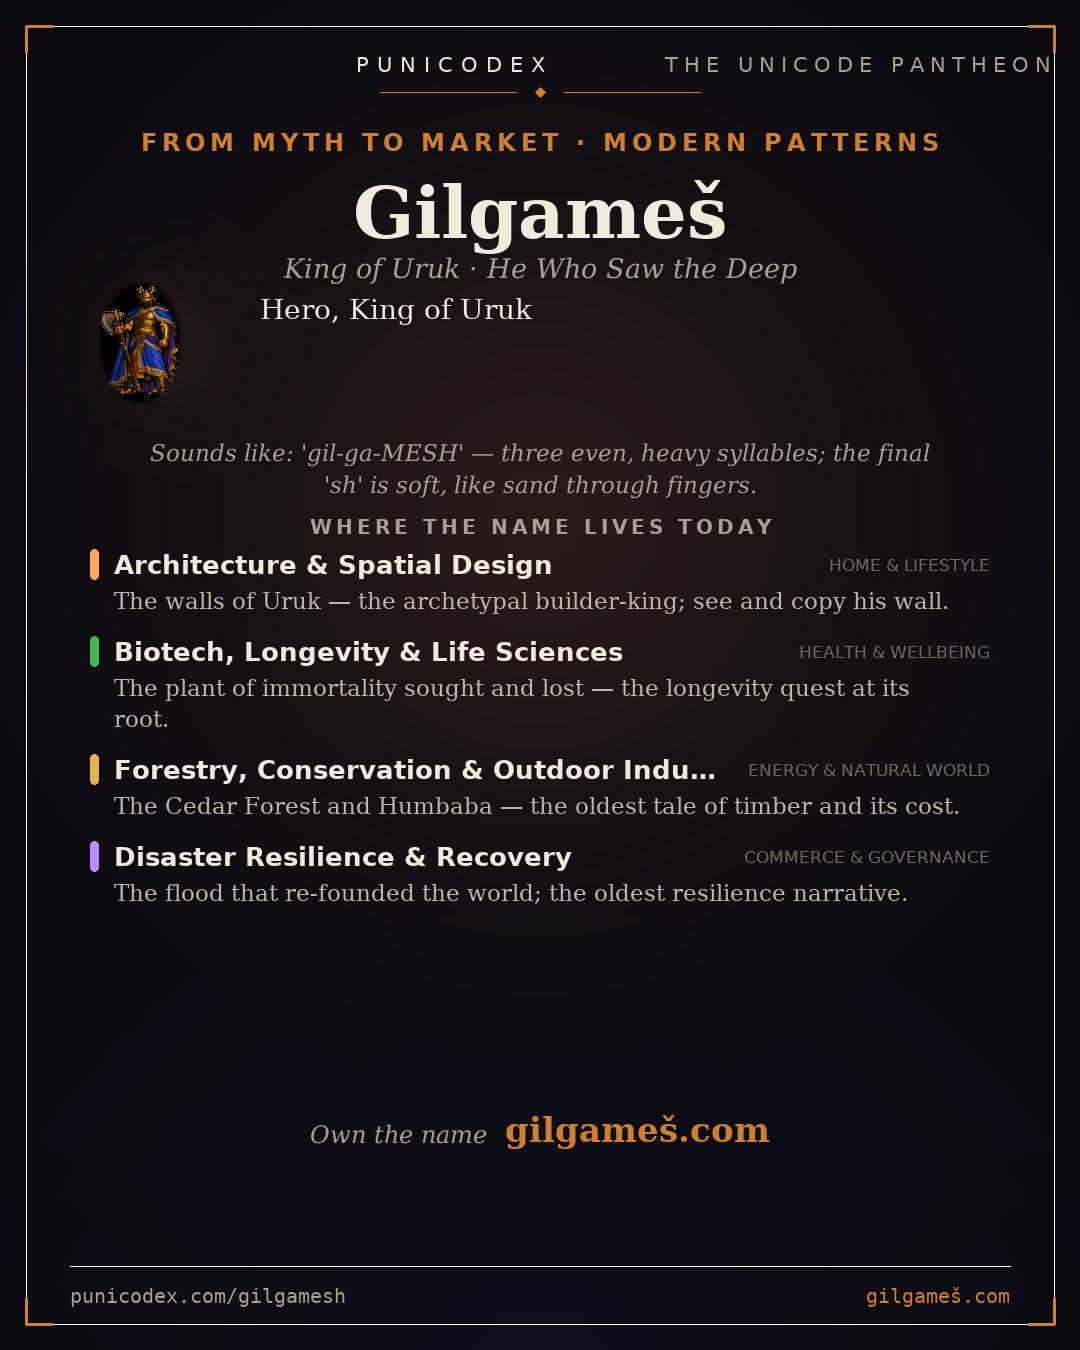 PUNICODEX THE UNICODE PANTHEON
FROM MYTH TO MARKET · MODERN PATTERNS
Gilgameš
King of Uruk · He Who Saw the Deep
Hero, King of Uruk
Sounds like: 'gil-ga-MESH' — three even, heavy syllables; the final
'sh' is soft, like sand through fingers.
WHERE THE NAME LIVES TODAY
Architecture & Spatial Design HOME & LIFESTYLE
The walls of Uruk — the archetypal builder-king; see and copy his wall.
Biotech, Longevity & Life Sciences HEALTH & WELLBEING
The plant of immortality sought and lost — the longevity quest at its
root.
Forestry, Conservation & Outdoor Indu… ENERGY & NATURAL WORLD
The Cedar Forest and Humbaba — the oldest tale of timber and its cost.
Disaster Resilience & Recovery COMMERCE & GOVERNANCE
The flood that re-founded the world; the oldest resilience narrative.
Own the name gilgameš.com
punicodex.com/gilgamesh gilgameš.com